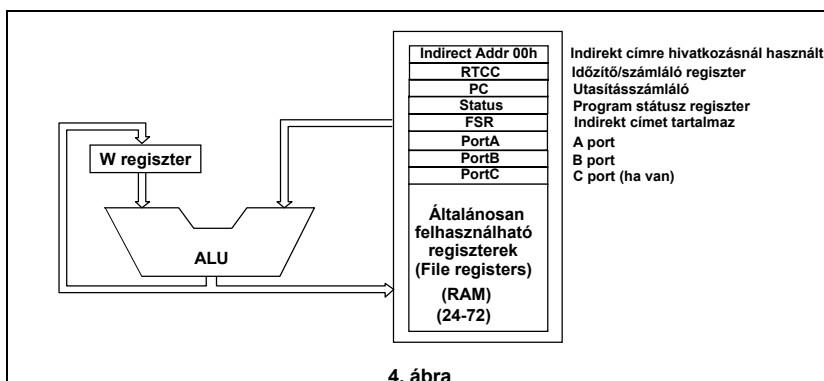 Indirect Addr 00h Indirekt címre hivatkozásnál használt
RTCC Időzítő/számláló regiszter
PC Utasításszámláló
Status Program státusz regiszter
FSR Indirekt címet tartalmaz
PortA A port
PortB B port
PortC C port (ha van)
W regiszter
ALU
Általánosan
felhasználható
regiszterek
(File registers)
(RAM)
(24-72)
4. ábra